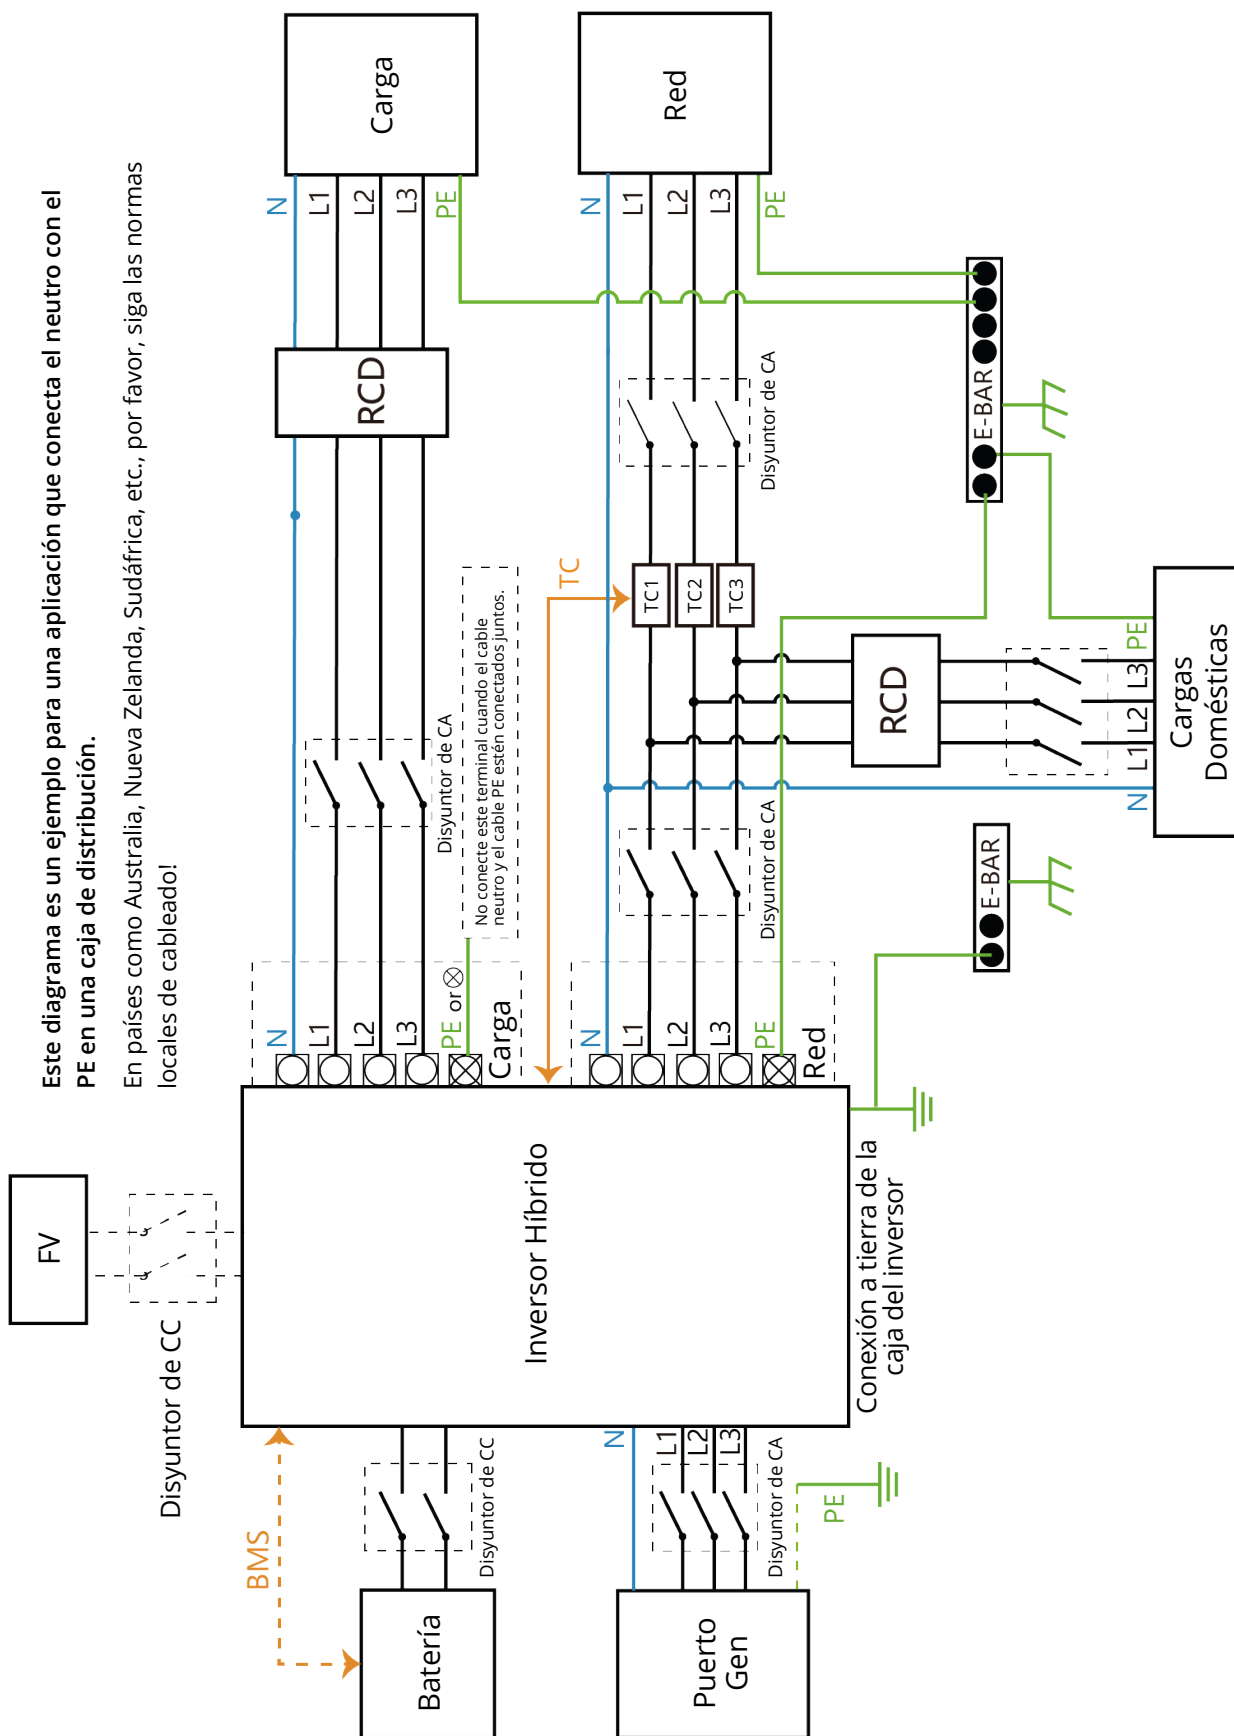 Este diagrama es un ejemplo para una aplicación que conecta el neutro con el
PE en una caja de distribución.
En países como Australia, Nueva Zelanda, Sudáfrica, etc., por favor, siga las normas
locales de cableado!
FV
Disyuntor de CC
BMS
Batería
Disyuntor de CC
Inversor Híbrido
N
L1
L2
L3
PE or
Carga
Disyuntor de CA
No conecte este terminal cuando el cable
neutro y el cable PE estén conectados juntos.
RCD
N
L1
L2
L3
PE
Carga
TC
Puerto
Gen
N
L1
L2
L3
Disyuntor de CA
PE
Conexión a tierra de la
caja del inversor
N
L1
L2
L3
PE
Red
Disyuntor de CA
TC1
TC2
TC3
Disyuntor de CA
N
L1
L2
L3
PE
Red
E-BAR
E-BAR
RCD
N
L1
L2
L3
PE
Cargas
Domésticas